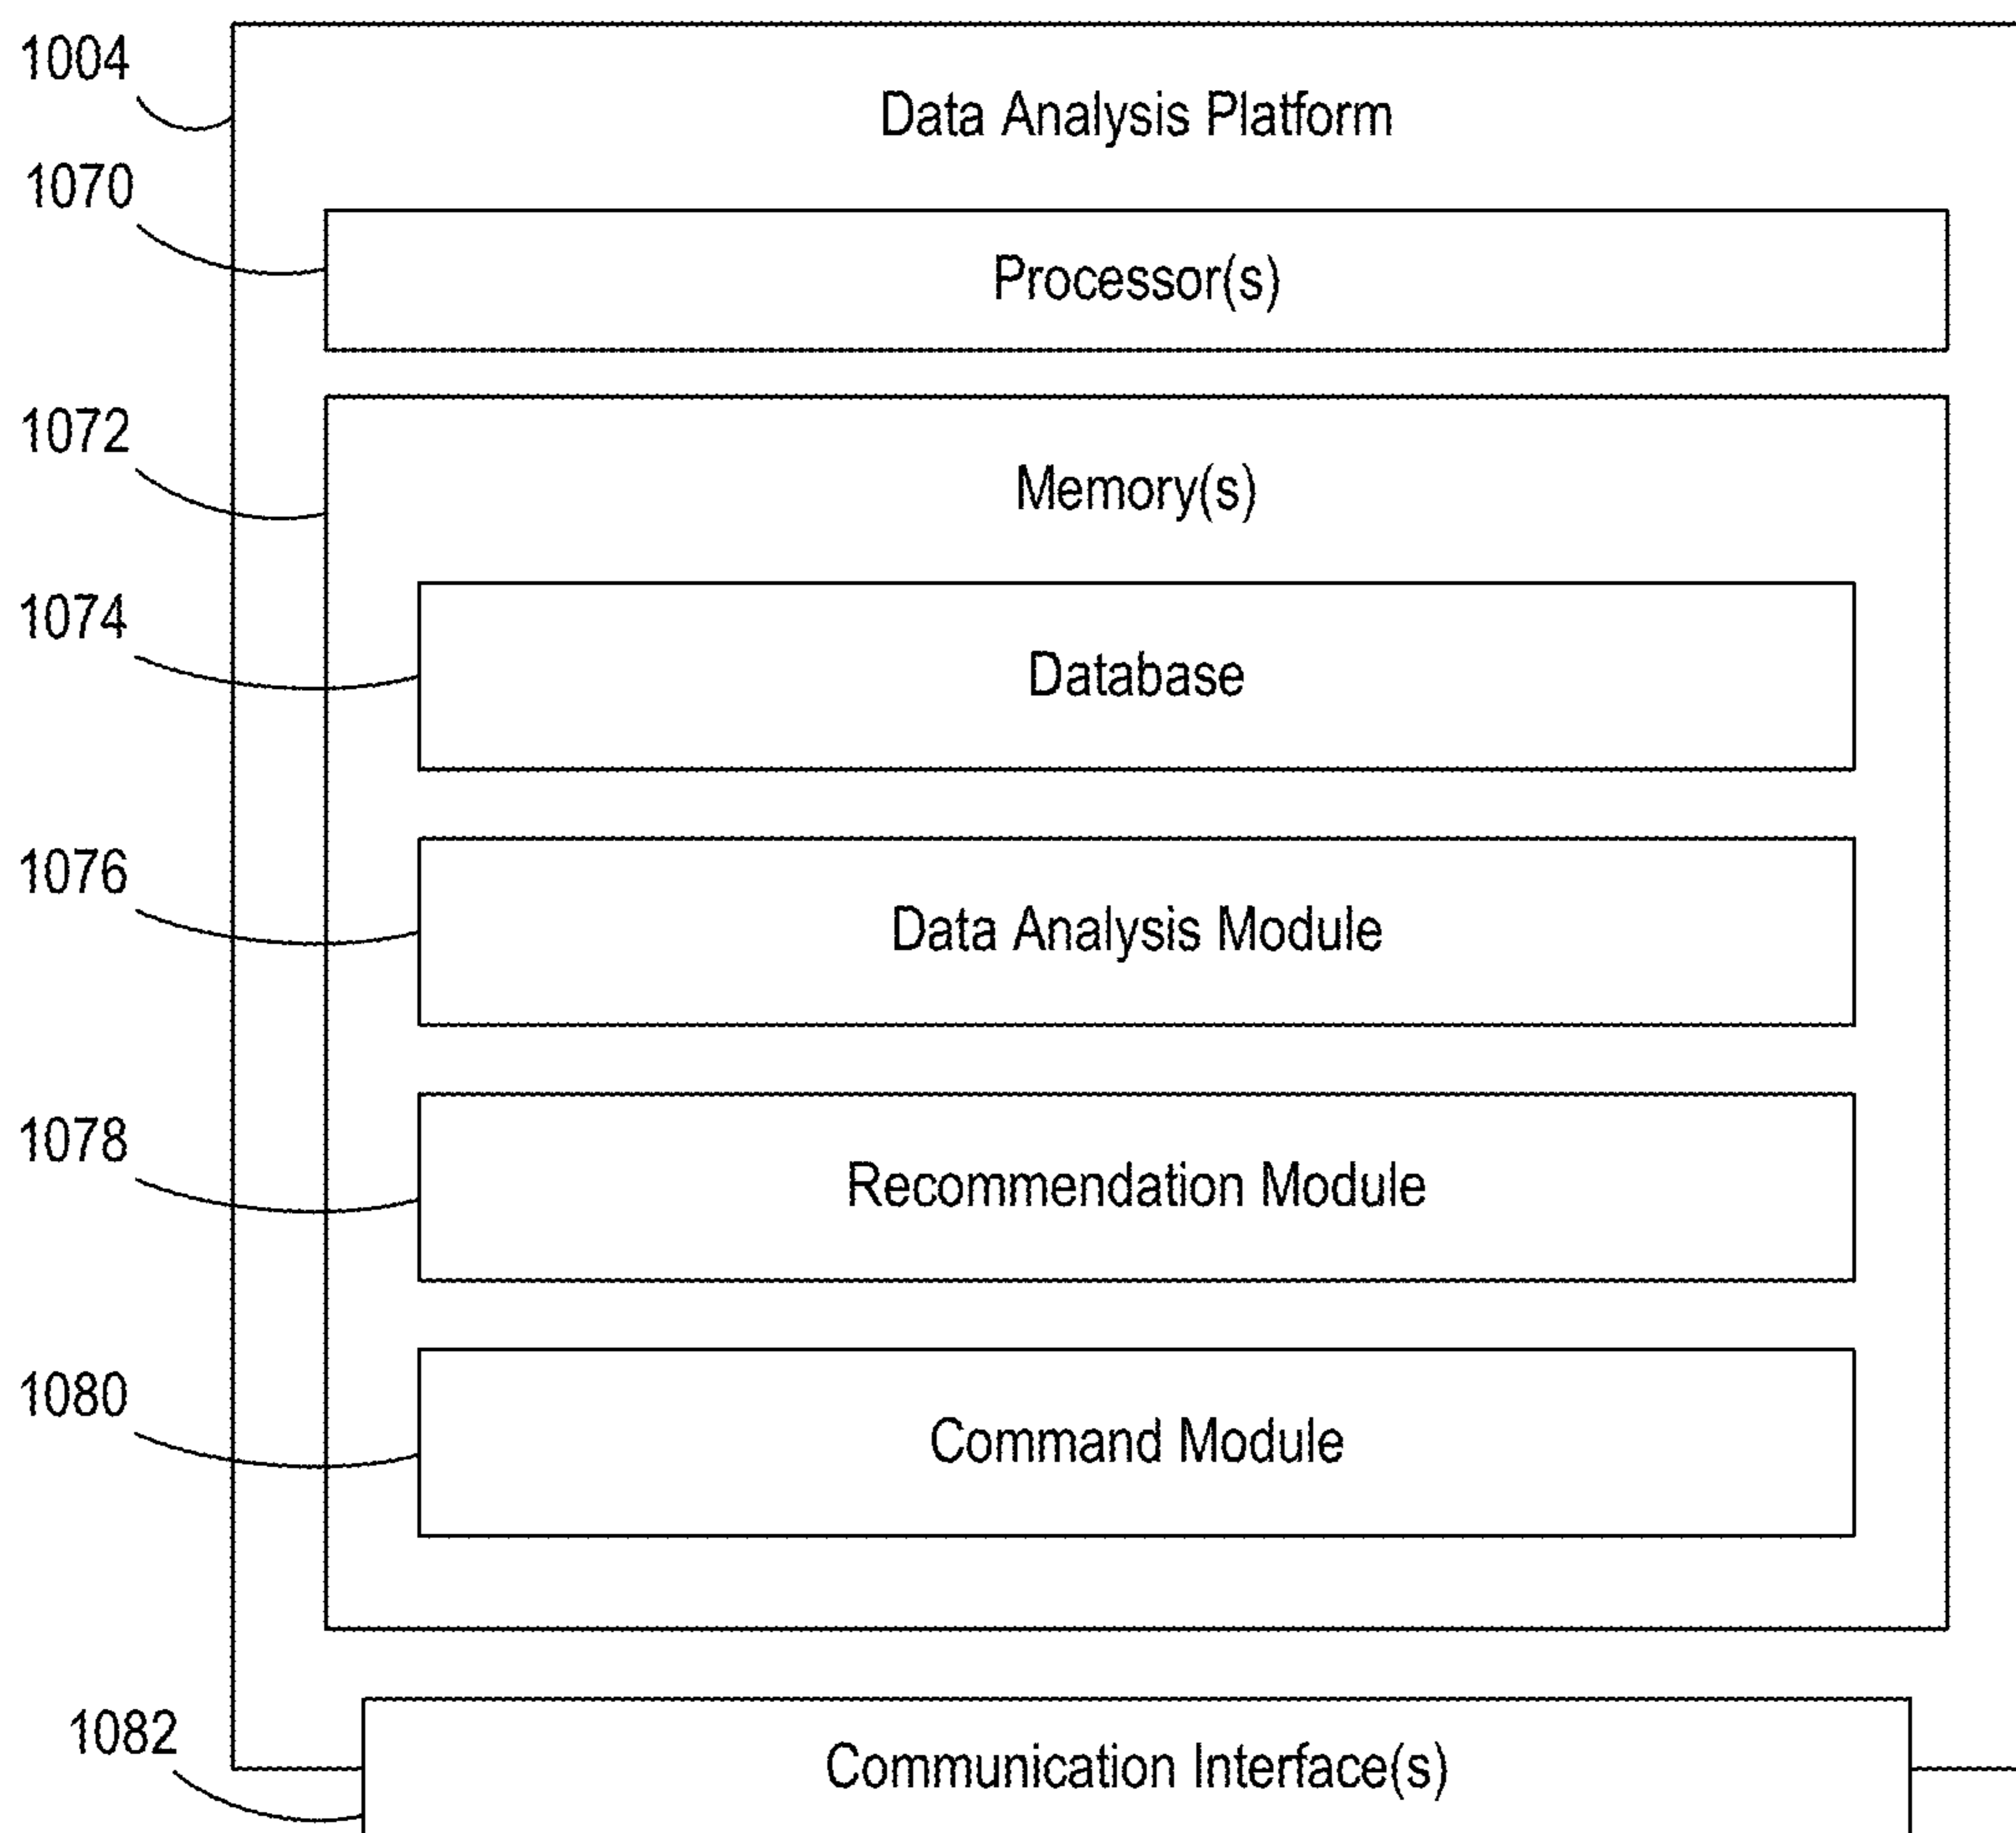 1004
Data Analysis Platform
1070
Processor(s)
1072
Memory(s)
1074
Database
1076
Data Analysis Module
1078
Recommendation Module
1080
Command Module
1082
Communication Interface(s)